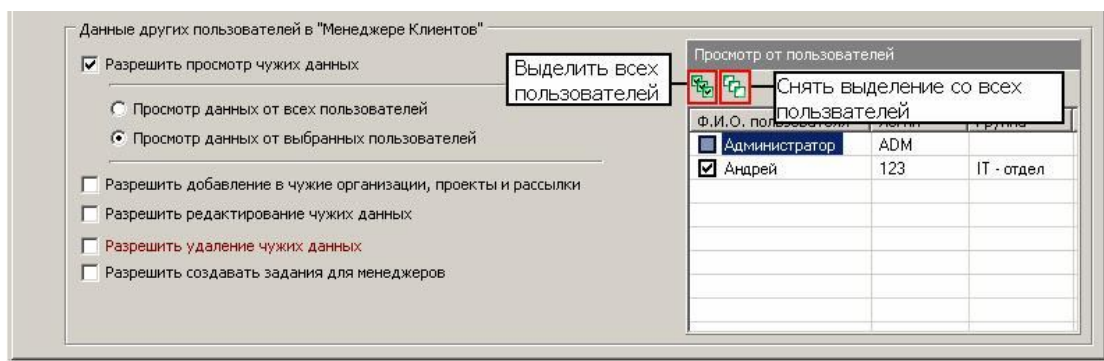 Данные других пользователей в "Менеджере Клиентов"
Разрешить просмотр чужих данных
Просмотр данных от всех пользователей
Просмотр данных от выбранных пользователей
Разрешить добавление в чужие организации, проекты и рассылки
Разрешить редактирование чужих данных
Разрешить удаление чужих данных
Разрешить создавать задания для менеджеров
Выделить всех
пользователей
Просмотр от пользователей
Снять выделение со всех
пользвателей
Ф.И.О.
Администратор ADM
Андрей 123 IT - отдел